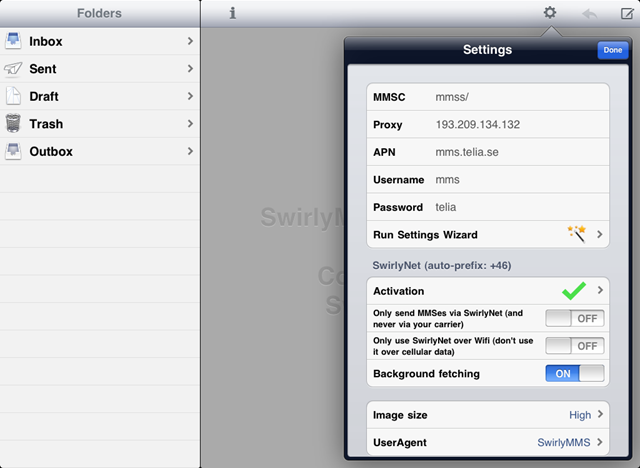 Folders
Inbox
Sent
Draft
Trash
Outbox
Settings
Done
MMSC mmss/
Proxy 193.209.134.132
APN mms.telia.se
Username mms
Password telia
Run Settings Wizard
SwirlyNet (auto-prefix: +46)
Activation
Only send MMSes via SwirlyNet (and
never via your carrier) OFF
Only use SwirlyNet over Wifi (don't use
it over cellular data) OFF
Background fetching ON
Image size High
UserAgent SwirlyMMS
SwirlyM
Co
S